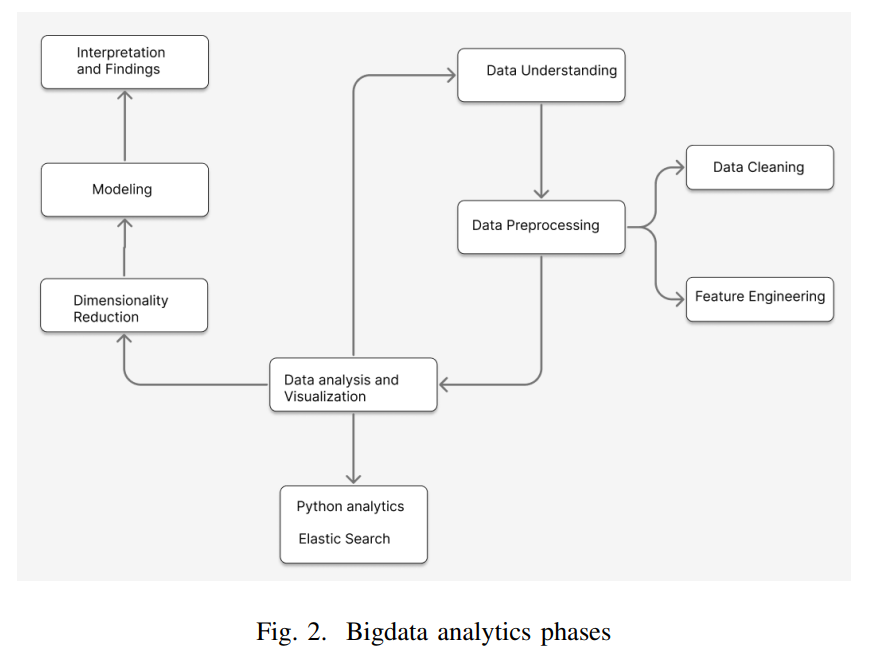 Interpretation
and Findings
Data Understanding
Modeling
Data Cleaning
Data Preprocessing
Dimensionality
Reduction
Feature Engineering
Data analysis and
Visualization
Python analytics
Elastic Search
Fig. 2. Bigdata analytics phases